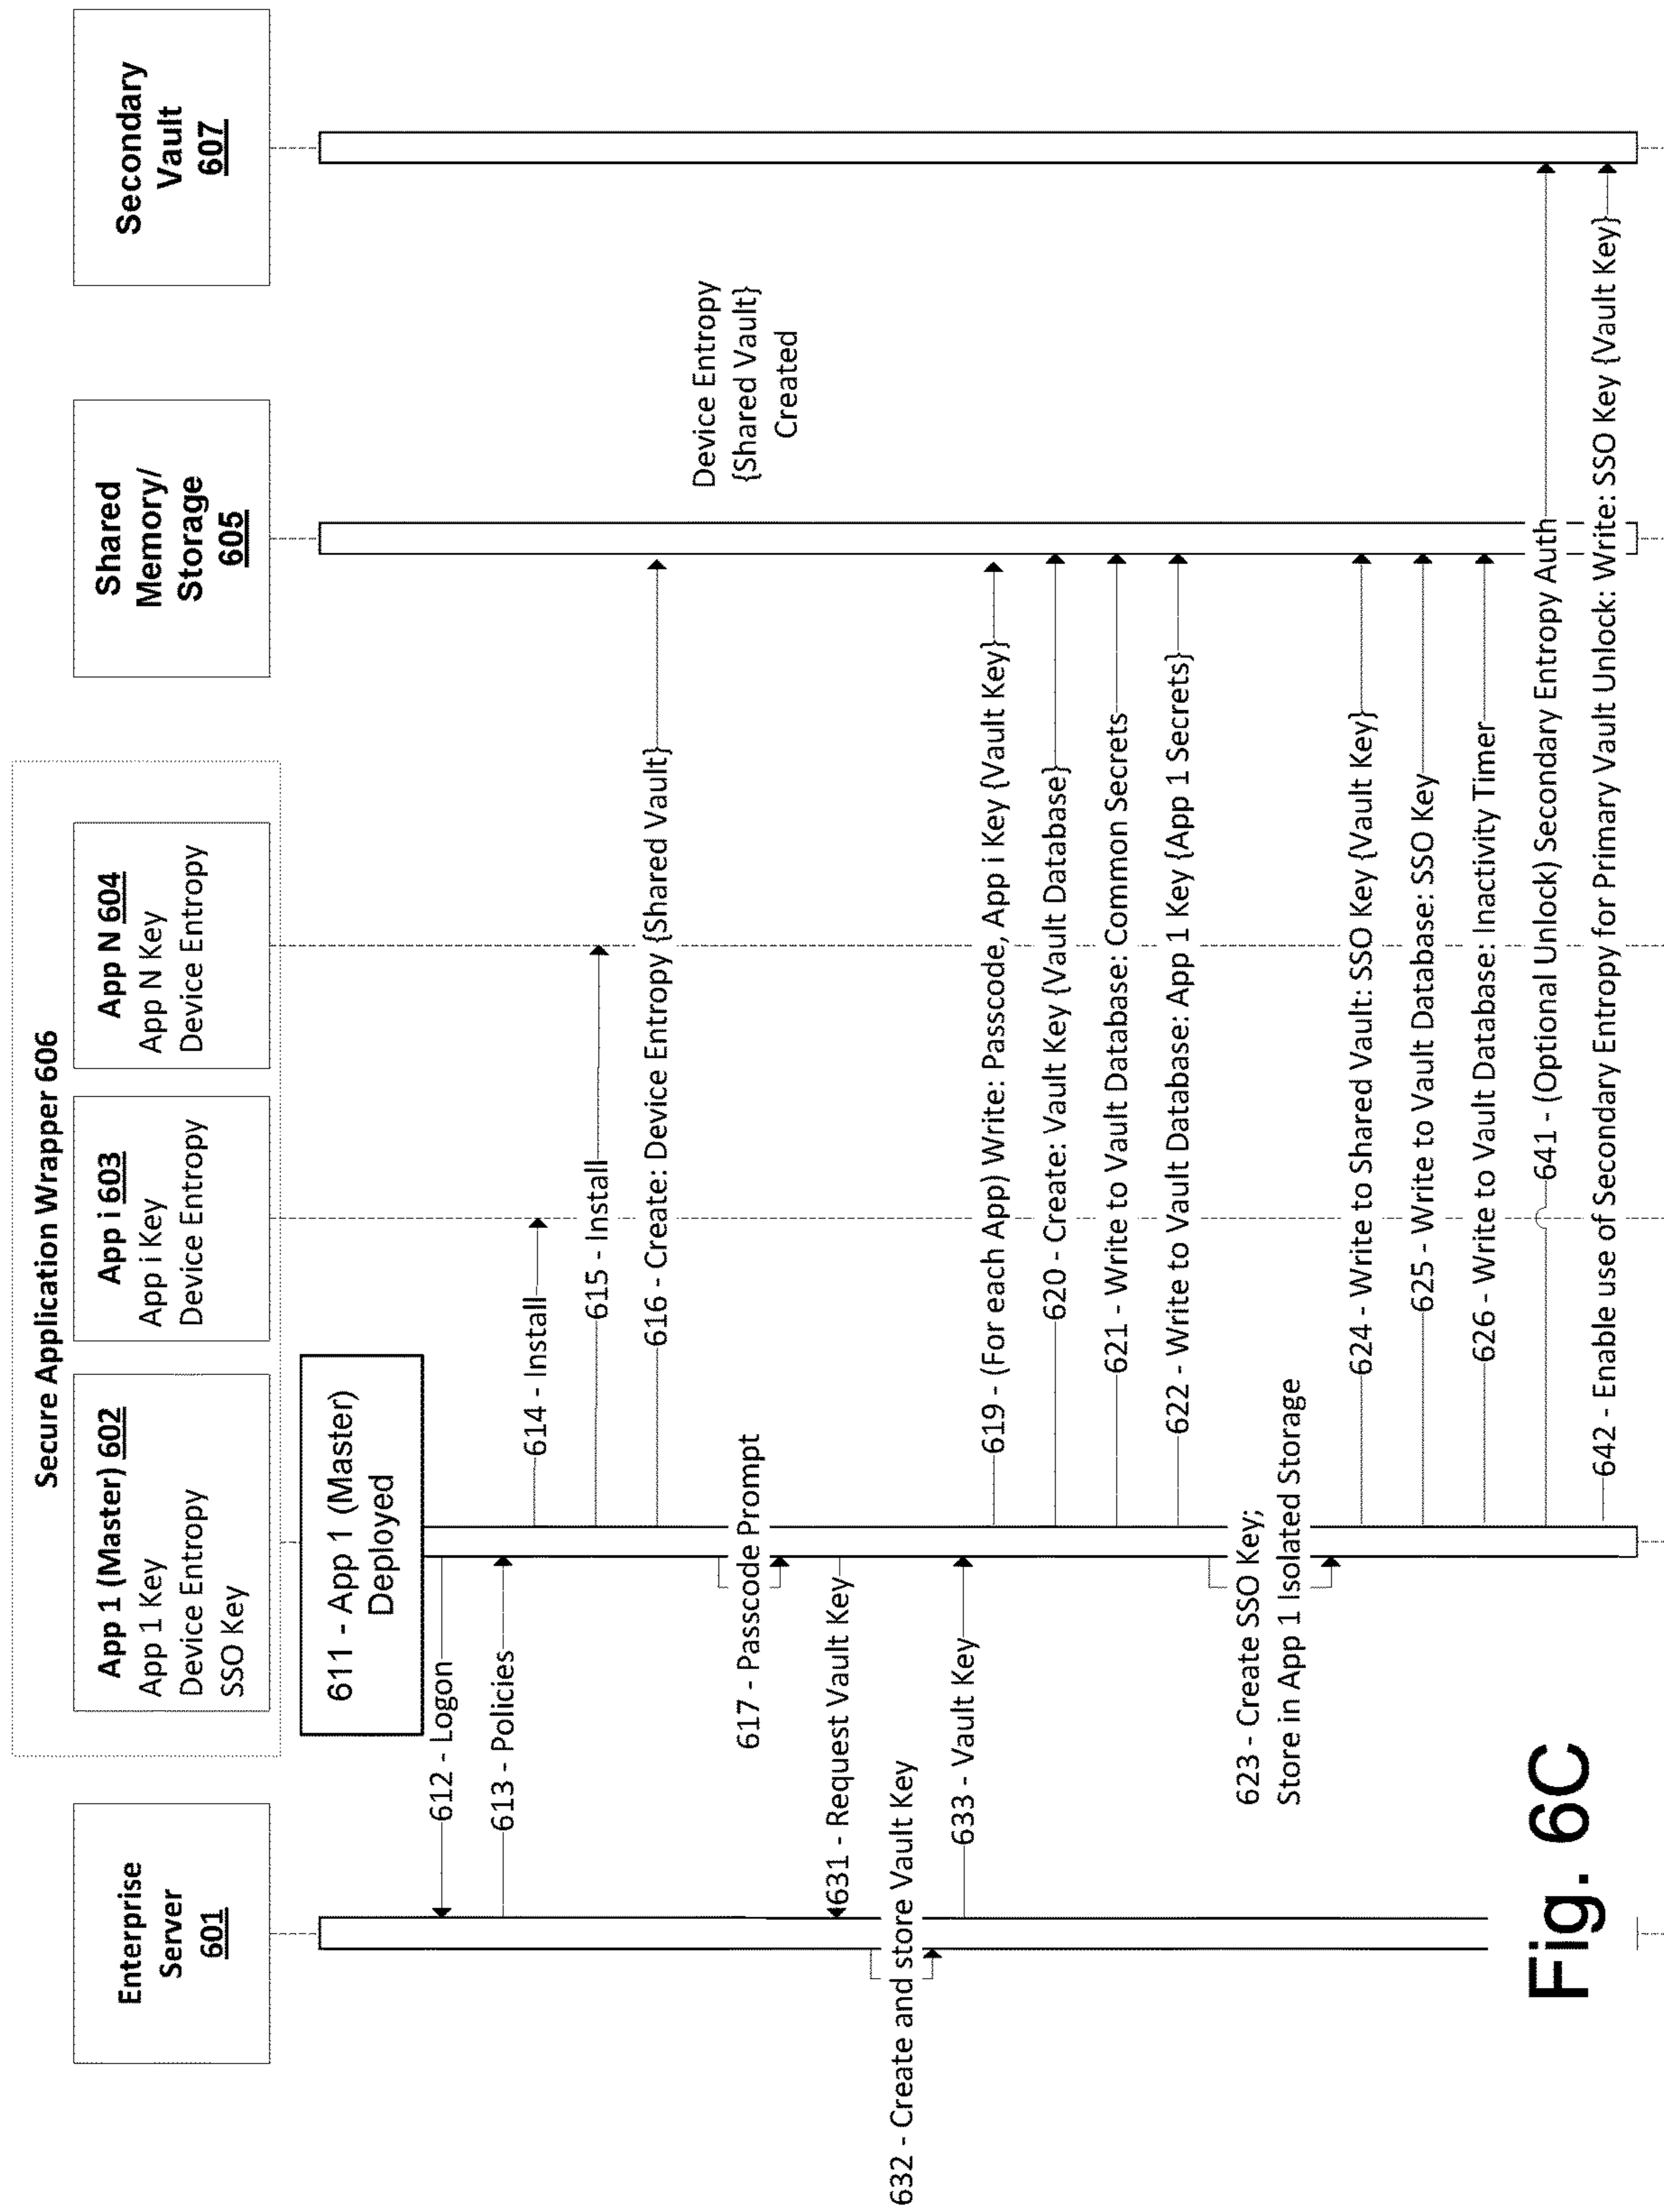 Secure Application Wrapper 606
Enterprise
Server
601
App 1 (Master) 602
App 1 Key
Device Entropy
SSO Key
App i 603
App i Key
Device Entropy
App N 604
App N Key
Device Entropy
Shared
Memory/
Storage
605
Secondary
Vault
607
611 - App 1 (Master)
Deployed
612 - Logon
613 - Policies
614 - Install
615 - Install
616 - Create: Device Entropy {Shared Vault}
Device Entropy
{Shared Vault}
Created
617 - Passcode Prompt
631 - Request Vault Key
632 - Create and store Vault Key
633 - Vault Key
619 - (For each App) Write: Passcode, App i Key {Vault Key}
620 - Create: Vault Key {Vault Database}
621 - Write to Vault Database: Common Secrets
622 - Write to Vault Database: App 1 Key {App 1 Secrets}
623 - Create SSO Key;
Store in App 1 Isolated Storage
624 - Write to Shared Vault: SSO Key {Vault Key}
625 - Write to Vault Database: SSO Key
626 - Write to Vault Database: Inactivity Timer
641 - (Optional Unlock) Secondary Entropy Auth
642 - Enable use of Secondary Entropy for Primary Vault Unlock: Write: SSO Key {Vault Key}
Fig. 6C